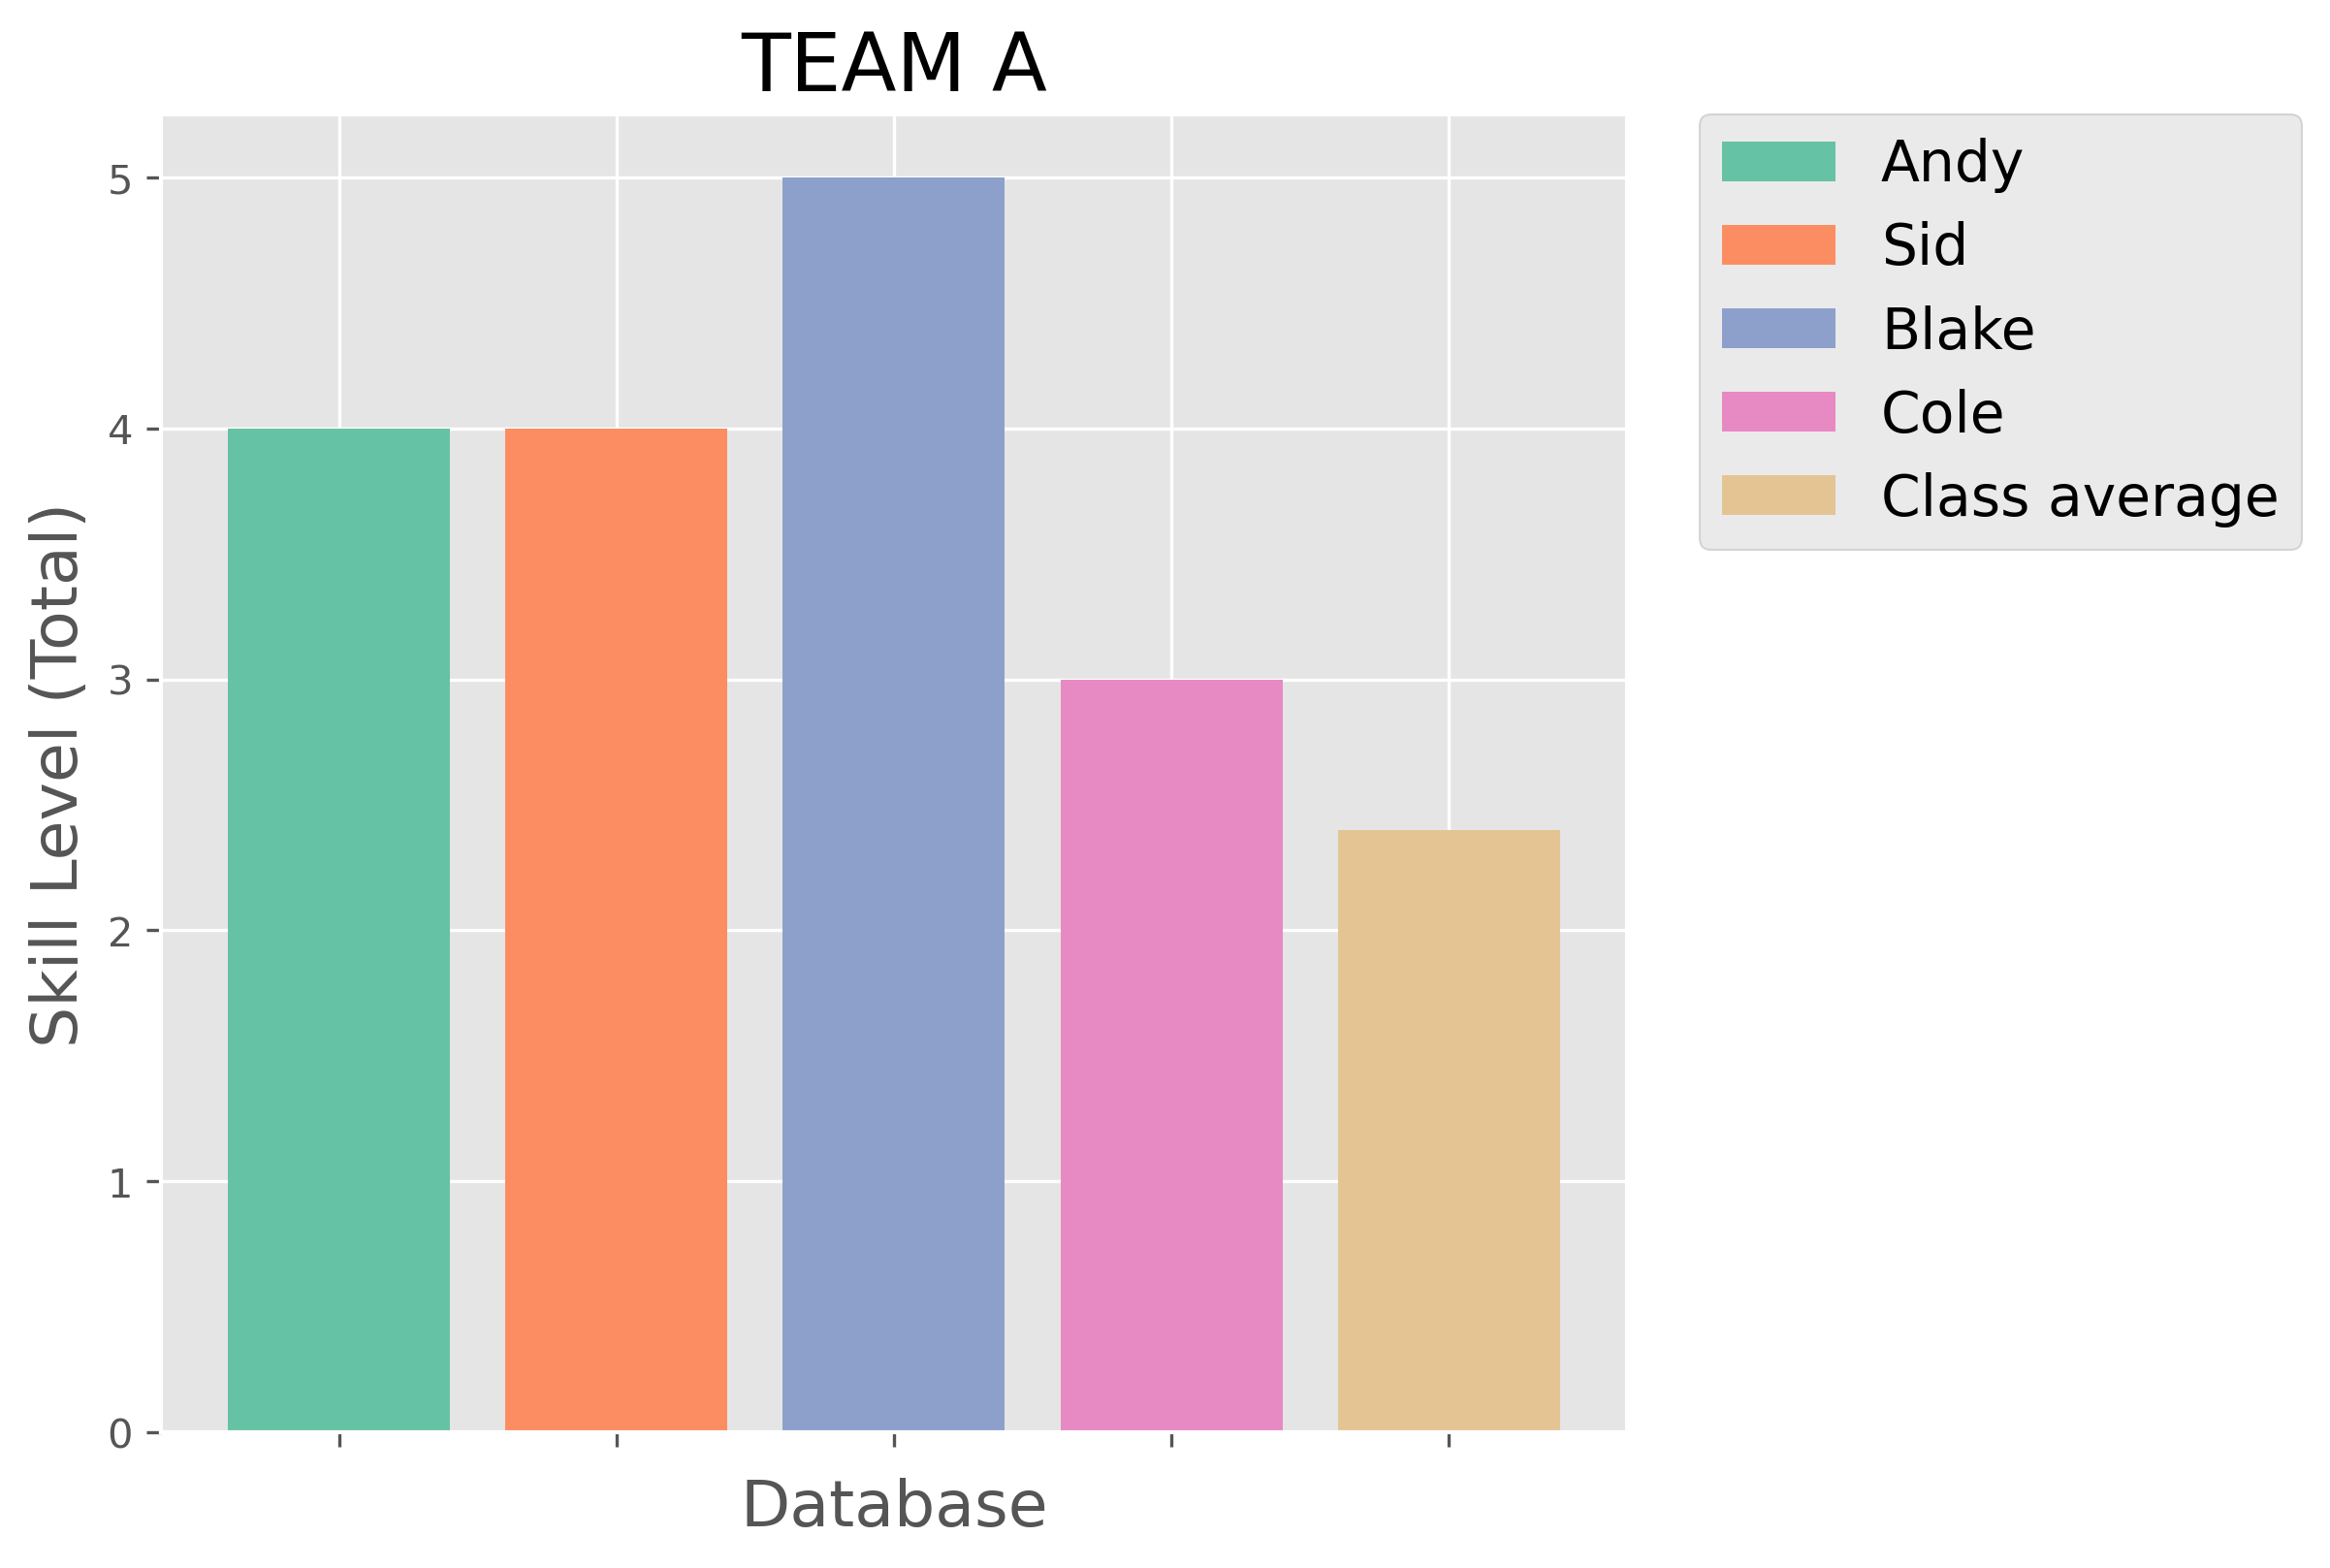 TEAM A
Skill Level (Total)
5
4
3
2
1
0
Database
Andy
Sid
Blake
Cole
Class average